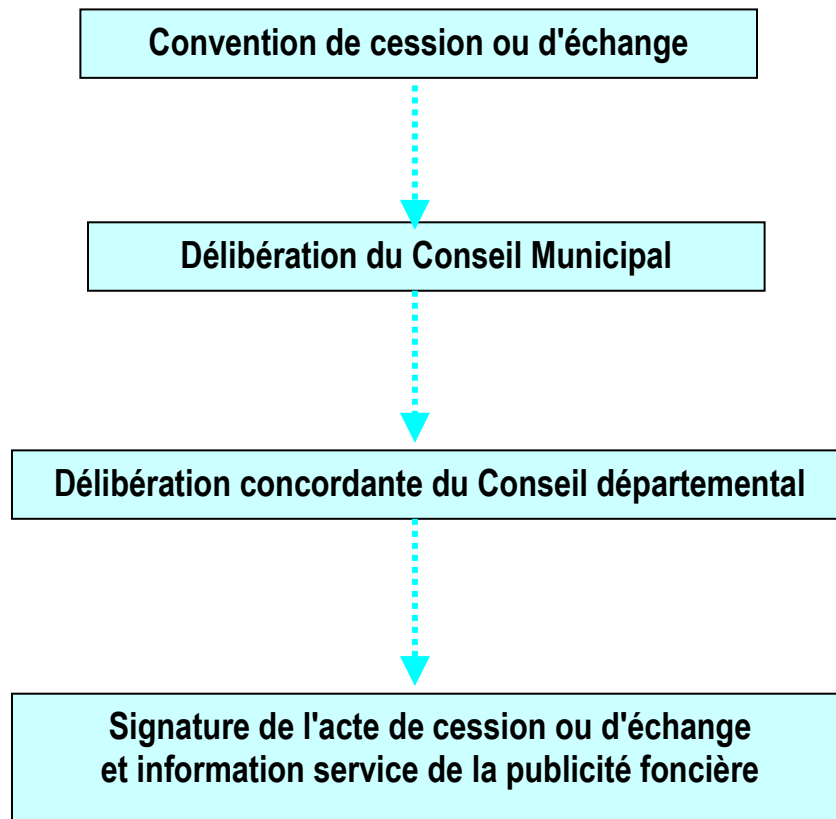 Convention de cession ou d'échange
Délibération du Conseil Municipal
Délibération concordante du Conseil départemental
Signature de l'acte de cession ou d'échange
et information service de la publicité foncière